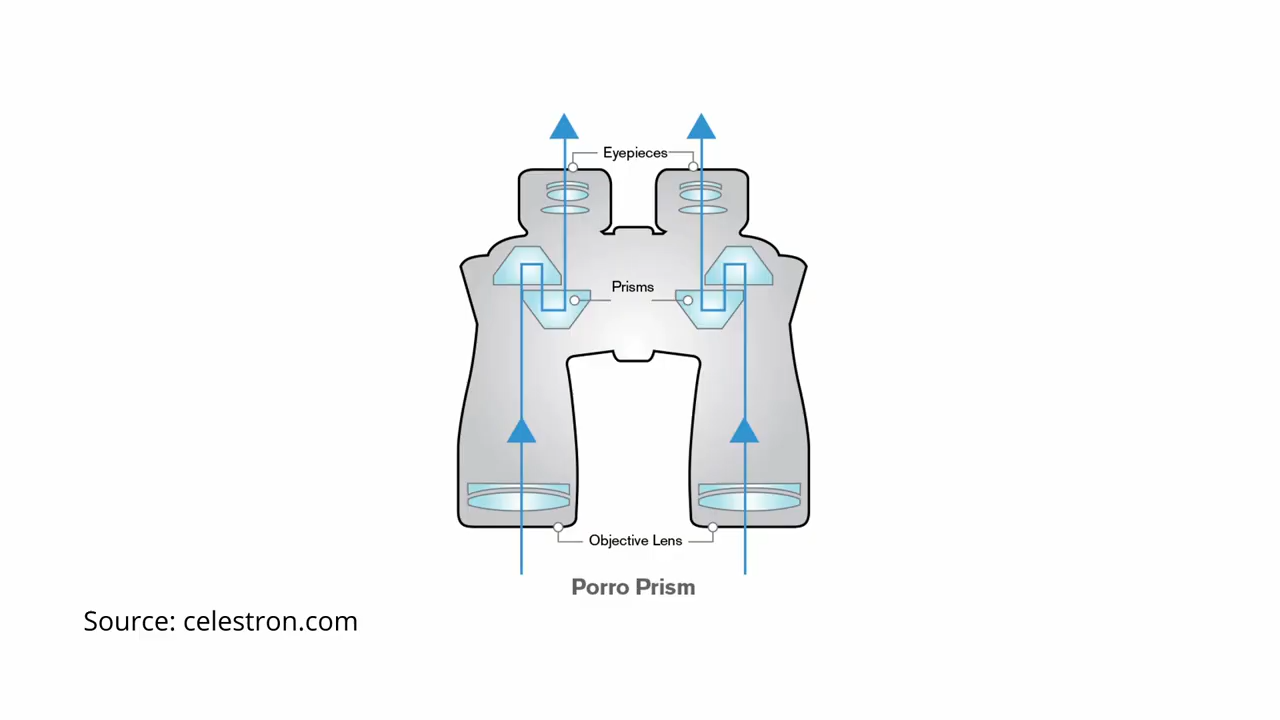 Eyepieces
Prisms
Objective Lens
Porro Prism
Source: celestron.com